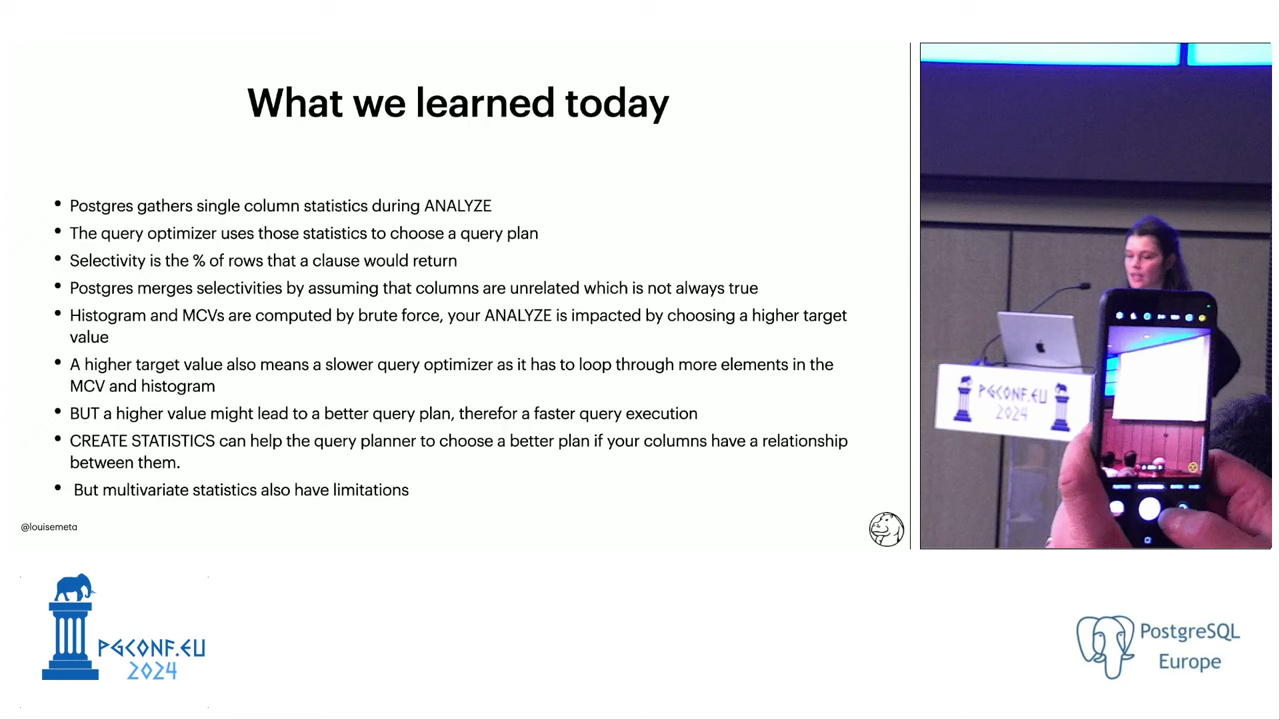 What we learned today
• Postgres gathers single column statistics during ANALYZE
• The query optimizer uses those statistics to choose a query plan
• Selectivity is the % of rows that a clause would return
• Postgres merges selectivities by assuming that columns are unrelated which is not always true
• Histogram and MCVs are computed by brute force, your ANALYZE is impacted by choosing a higher target
value
• A higher target value also means a slower query optimizer as it has to loop through more elements in the
MCV and histogram
• BUT a higher value might lead to a better query plan, therefor a faster query execution
• CREATE STATISTICS can help the query planner to choose a better plan if your columns have a relationship
between them.
• But multivariate statistics also have limitations
@louisemeta
PGCONF.EU
2024
PGCONF.EU
2024
PostgreSQL
Europe